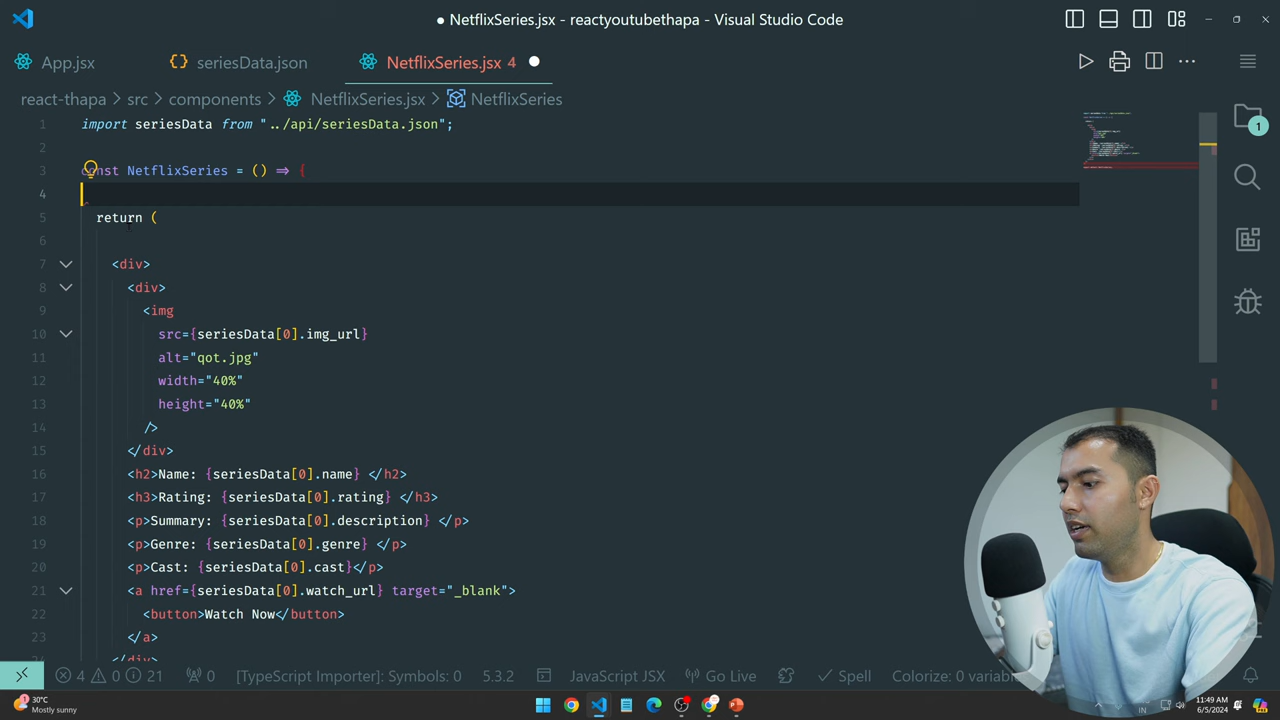 ● NetflixSeries.jsx - reactyoutubethapa - Visual Studio Code
App.jsx {} seriesData.json NetflixSeries.jsx 4
react-thapa > src > components > NetflixSeries.jsx > NetflixSeries
1 import seriesData from "../api/seriesData.json";
2
3 const NetflixSeries = () => {
4
5 return (
6
7 <div>
8 <div>
9 <img
10 src={seriesData[0].img_url}
11 alt="qot.jpg"
12 width="40%"
13 height="40%"
14 />
15 </div>
16 <h2>Name: {seriesData[0].name} </h2>
17 <h3>Rating: {seriesData[0].rating} </h3>
18 <p>Summary: {seriesData[0].description} </p>
19 <p>Genre: {seriesData[0].genre} </p>
20 <p>Cast: {seriesData[0].cast}</p>
21 <a href={seriesData[0].watch_url} target="_blank">
22 <button>Watch Now</button>
23 </a>
24 </div>
1
4 0 21 0 [TypeScript Importer]: Symbols: 0 5.3.2 JavaScript JSX Go Live Spell Colorize: 0 variab
30°C
Mostly sunny
IN
11:49 AM
6/5/2024